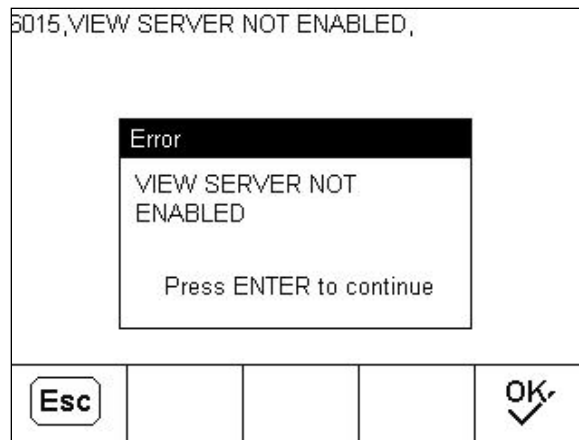 6015,VIEW SERVER NOT ENABLED,
Error
VIEW SERVER NOT
ENABLED
Press ENTER to continue
Esc
OK